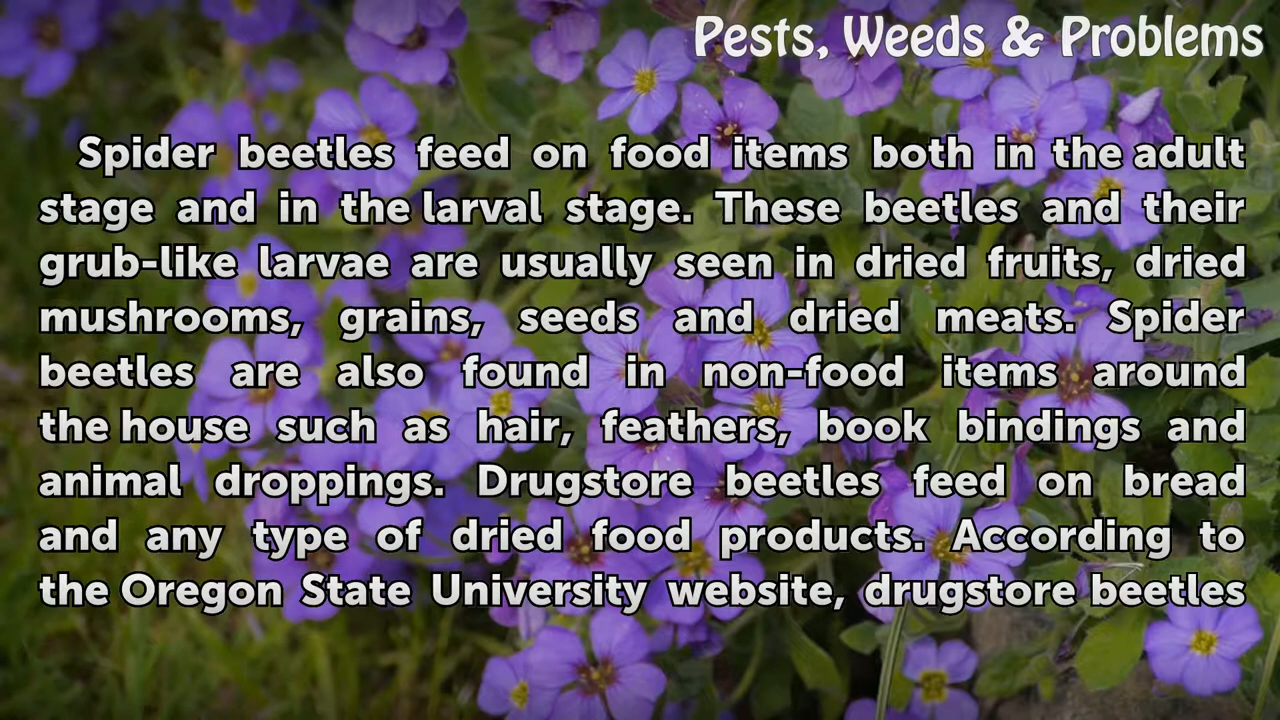 Pests, Weeds & Problems
Spider beetles feed on food items both in the adult
stage and in the larval stage. These beetles and their
grub-like larvae are usually seen in dried fruits, dried
mushrooms, grains, seeds and dried meats. Spider
beetles are also found in non-food items around
the house such as hair, feathers, book bindings and
animal droppings. Drugstore beetles feed on bread
and any type of dried food products. According to
the Oregon State University website, drugstore beetles